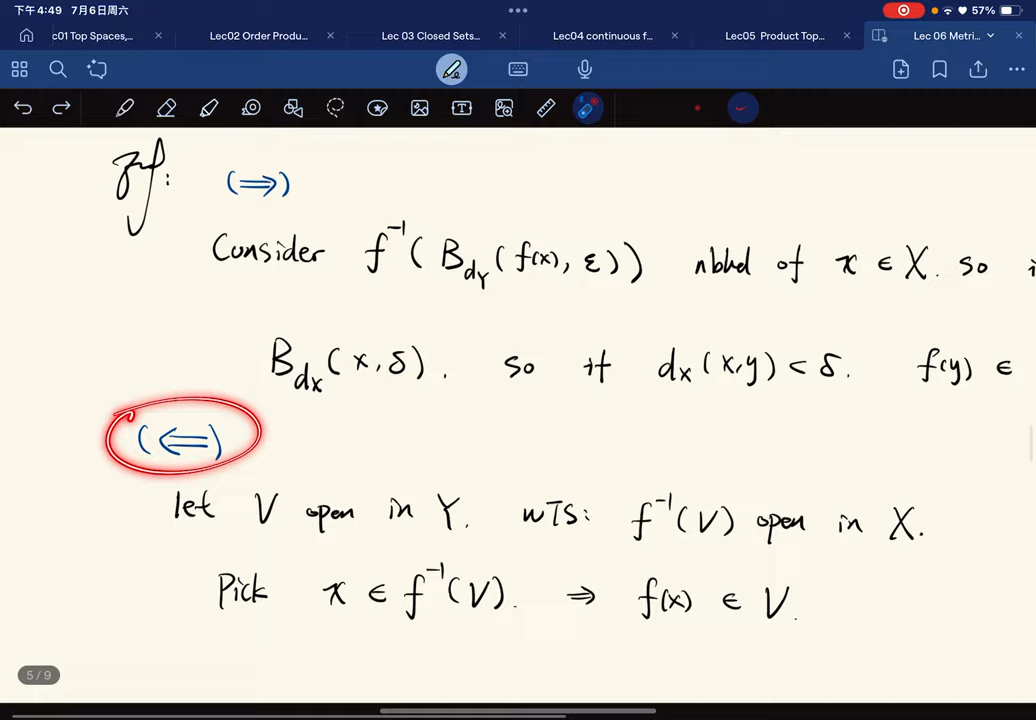 下午4:49 7月6日周六
57%
c01 Top Spaces,...
Lec02 Order Produ...
Lec 03 Closed Sets...
Lec04 continuous f...
Lec05 Product Top...
Lec 06 Metri...
(⇒)
Consider f⁻¹(B_{d_Y}(f(x), ε)) nbhd of x ∈ X. so
B_{d_X}(x, δ). so if d_X(x,y) < δ. f(y) ∈
(⇐)
let V open in Y. WTS: f⁻¹(V) open in X.
Pick x ∈ f⁻¹(V). ⇒ f(x) ∈ V.
5 / 9